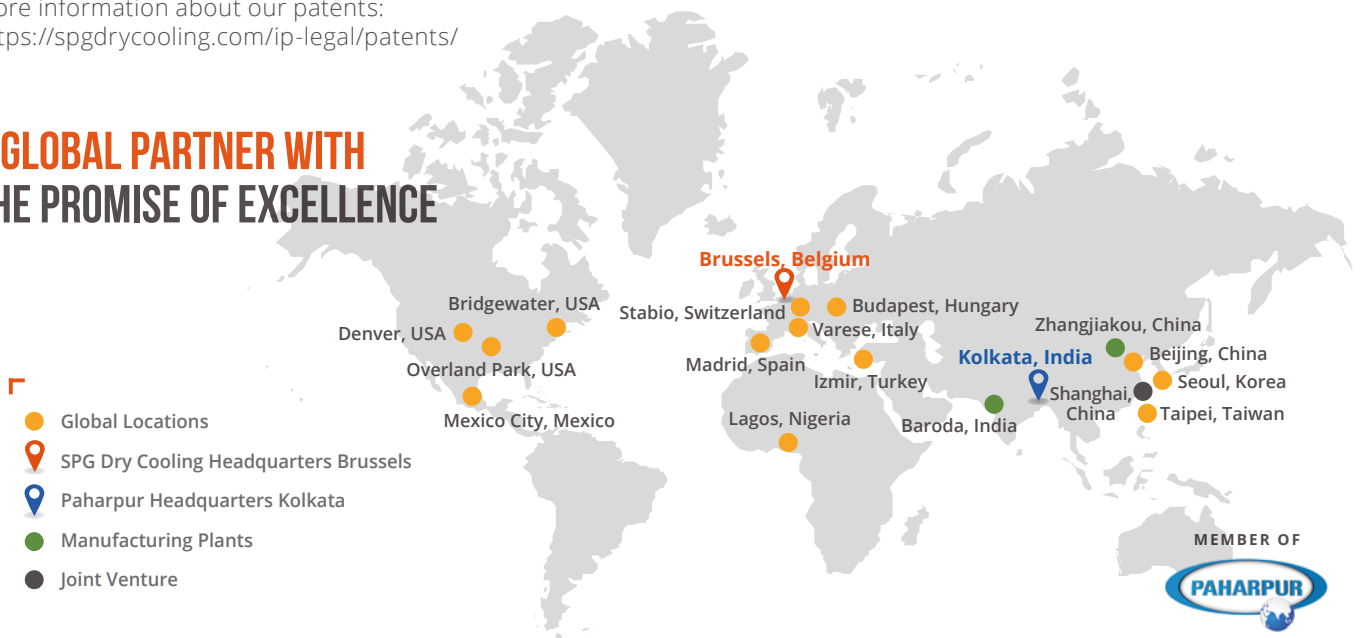 ore information about our patents:
tps://spgdrycooling.com/ip-legal/patents/
GLOBAL PARTNER WITH
HE PROMISE OF EXCELLENCE
Brussels, Belgium
Bridgewater, USA
Stabio, Switzerland
Budapest, Hungary
Denver, USA
Varese, Italy
Zhangjiakou, China
Overland Park, USA
Madrid, Spain
Kolkata, India
Beijing, China
Izmir, Turkey
Seoul, Korea
Shanghai,
China
Mexico City, Mexico
Lagos, Nigeria
Baroda, India
Taipei, Taiwan
Global Locations
SPG Dry Cooling Headquarters Brussels
Paharpur Headquarters Kolkata
Manufacturing Plants
Joint Venture
MEMBER OF
PAHARPUR